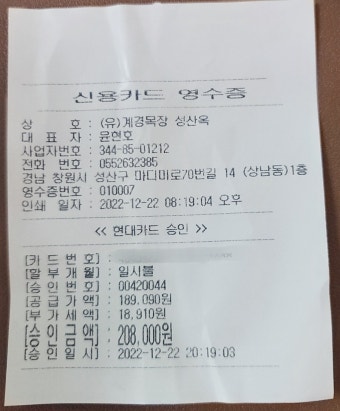 신용카드 영수증
상 호 : (유)계경목장 성산옥
대 표 자 : 윤현호
사업자번호 : 344-85-01212
전화 번호 : 0552632385
경남 창원시 성산구 마디미로70번길 14 (상남동)1층
영수증번호 : 010007
인쇄 일자 : 2022-12-22 08:19:04 오후
<< 현대카드 승인 >>
[카 드 번 호] :
[할 부 개 월] : 일시불
[승 인 번 호] : 00420044
[공 급 가 액] : 189,090원
[부 가 세 액] : 18,910원
[승 인 금 액] : 208,000원
[승 인 일 시] : 2022-12-22 20:19:03